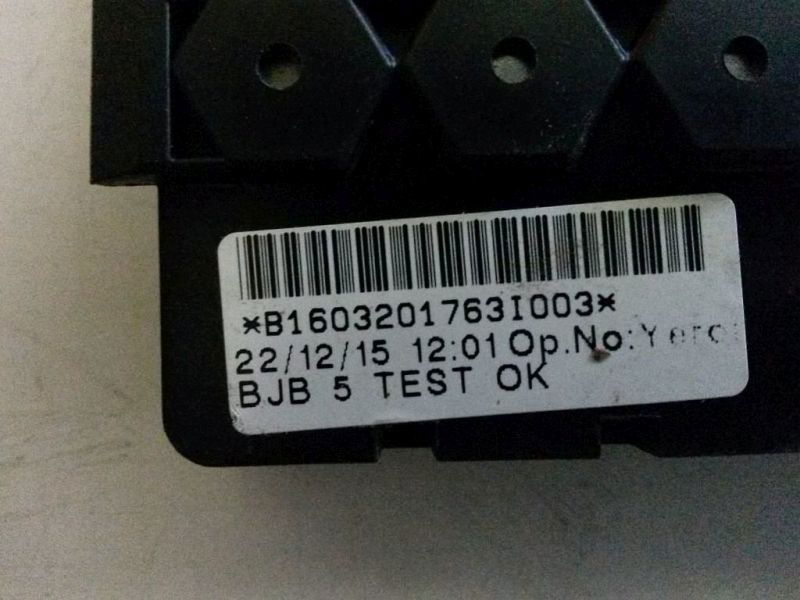 *B1603201763I003*
22/12/15 12:01 Op.No:
BJB 5 TEST OK